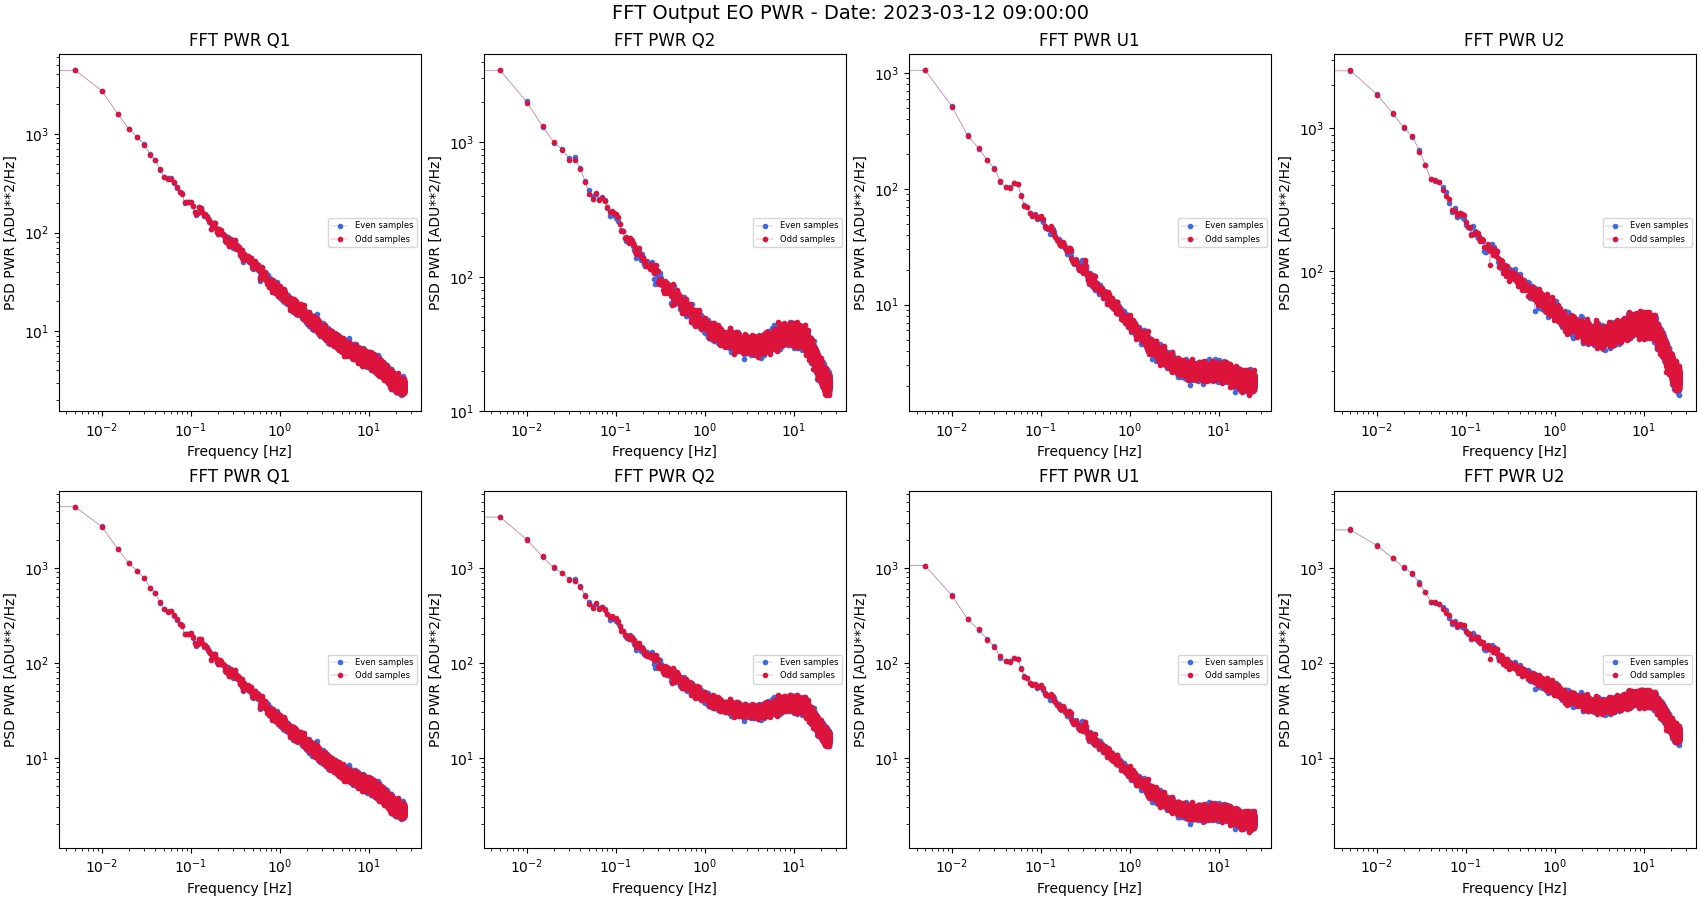 FFT Output EO PWR - Date: 2023-03-12 09:00:00
FFT PWR Q1
PSD PWR [ADU**2/Hz]
10^3
10^2
10^1
Even samples
Odd samples
10^-2 10^-1 10^0 10^1
Frequency [Hz]
FFT PWR Q2
PSD PWR [ADU**2/Hz]
10^3
10^2
10^1
Even samples
Odd samples
10^-2 10^-1 10^0 10^1
Frequency [Hz]
FFT PWR U1
PSD PWR [ADU**2/Hz]
10^3
10^2
10^1
Even samples
Odd samples
10^-2 10^-1 10^0 10^1
Frequency [Hz]
FFT PWR U2
PSD PWR [ADU**2/Hz]
10^3
10^2
Even samples
Odd samples
10^-2 10^-1 10^0 10^1
Frequency [Hz]
FFT PWR Q1
PSD PWR [ADU**2/Hz]
10^3
10^2
10^1
Even samples
Odd samples
10^-2 10^-1 10^0 10^1
Frequency [Hz]
FFT PWR Q2
PSD PWR [ADU**2/Hz]
10^3
10^2
10^1
Even samples
Odd samples
10^-2 10^-1 10^0 10^1
Frequency [Hz]
FFT PWR U1
PSD PWR [ADU**2/Hz]
10^3
10^2
10^1
Even samples
Odd samples
10^-2 10^-1 10^0 10^1
Frequency [Hz]
FFT PWR U2
PSD PWR [ADU**2/Hz]
10^3
10^2
10^1
Even samples
Odd samples
10^-2 10^-1 10^0 10^1
Frequency [Hz]